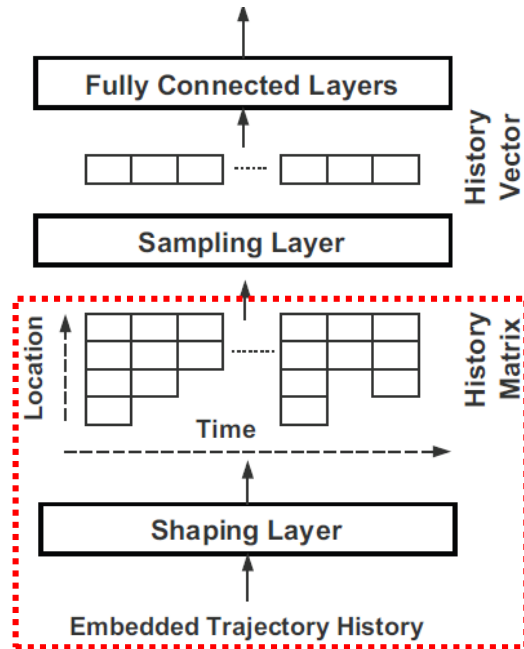 Fully Connected Layers
History
Vector
Sampling Layer
Location
History
Matrix
Time
Shaping Layer
Embedded Trajectory History